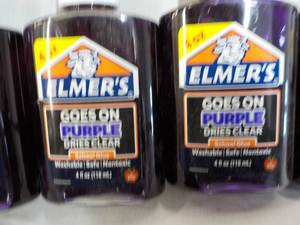 ELMER'S
GOES ON
PURPLE
DRIES CLEAR
School Glue
Washable | Safe | Nontoxic
4 fl oz (118 mL)
ELMER'S
GOES ON
PURPLE
DRIES CLEAR
School Glue
Washable | Safe | Nontoxic
4 fl oz (118 mL)